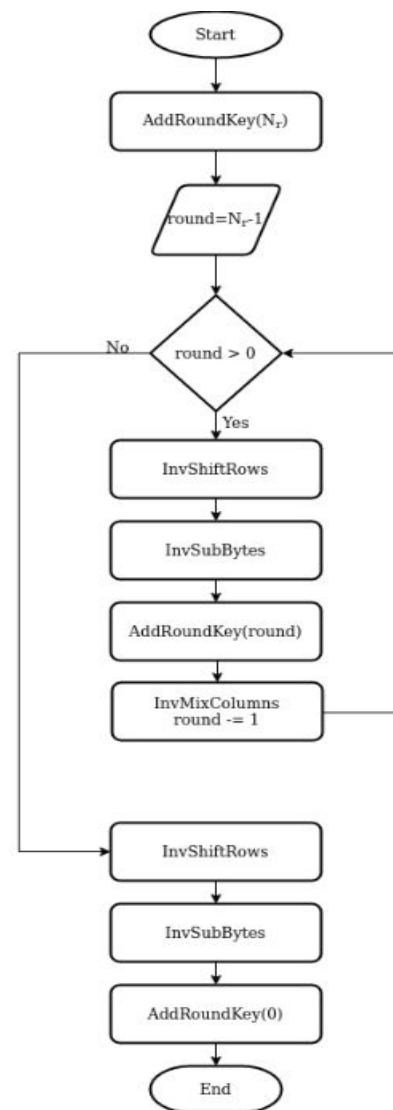 Start
AddRoundKey(Nᵣ)
round=Nᵣ-1
round > 0
No
Yes
InvShiftRows
InvSubBytes
AddRoundKey(round)
InvMixColumns
round -= 1
InvShiftRows
InvSubBytes
AddRoundKey(0)
End